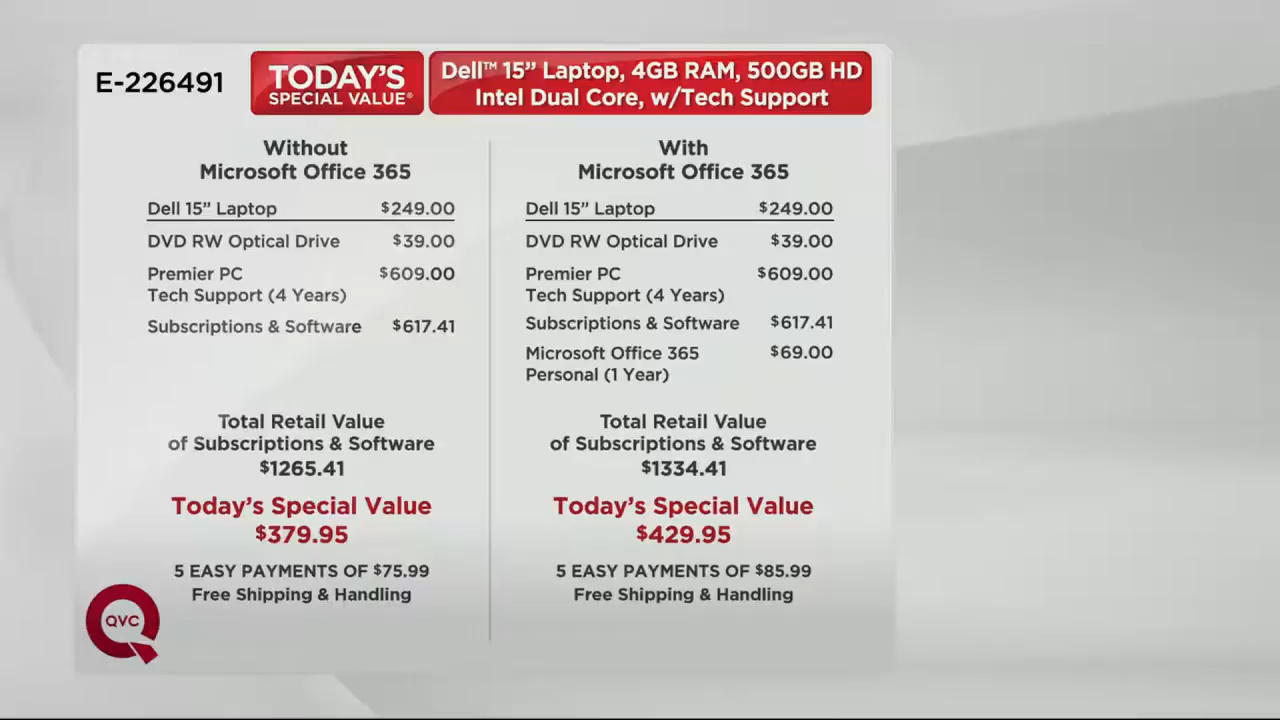 E-226491
TODAY'S
SPECIAL VALUE®
Dell™ 15” Laptop, 4GB RAM, 500GB HD
Intel Dual Core, w/Tech Support
Without
Microsoft Office 365
Dell 15” Laptop $249.00
DVD RW Optical Drive $39.00
Premier PC $609.00
Tech Support (4 Years)
Subscriptions & Software $617.41
Total Retail Value
of Subscriptions & Software
$1265.41
Today’s Special Value
$379.95
5 EASY PAYMENTS OF $75.99
Free Shipping & Handling
With
Microsoft Office 365
Dell 15” Laptop $249.00
DVD RW Optical Drive $39.00
Premier PC $609.00
Tech Support (4 Years)
Subscriptions & Software $617.41
Microsoft Office 365 $69.00
Personal (1 Year)
Total Retail Value
of Subscriptions & Software
$1334.41
Today’s Special Value
$429.95
5 EASY PAYMENTS OF $85.99
Free Shipping & Handling
QVC